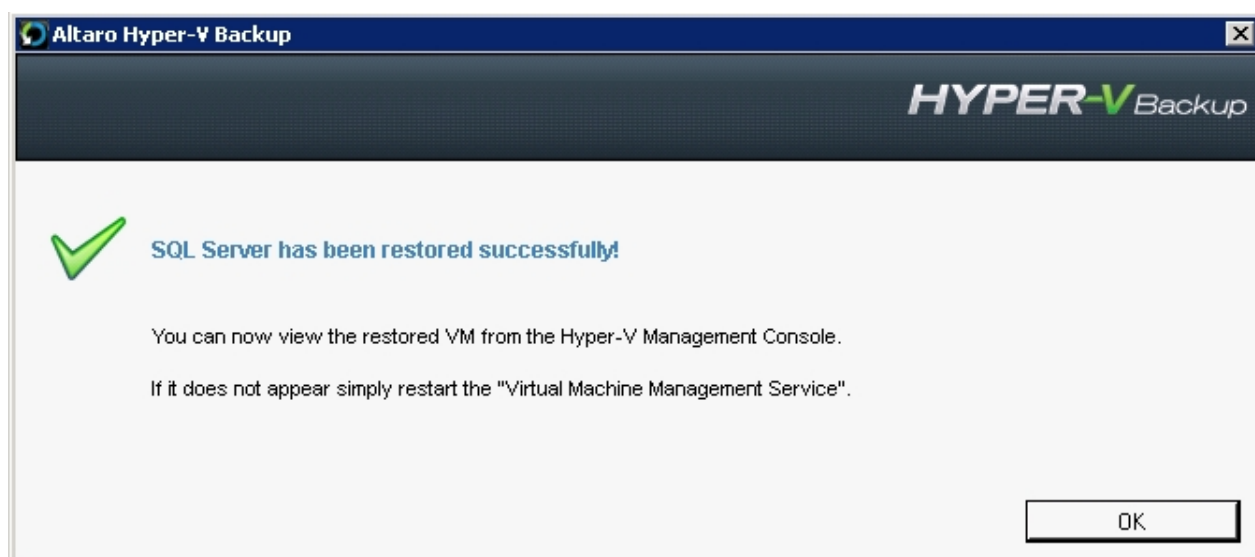 Altaro Hyper-V Backup
HYPER-V Backup
SQL Server has been restored successfully!
You can now view the restored VM from the Hyper-V Management Console.
If it does not appear simply restart the "Virtual Machine Management Service".
OK